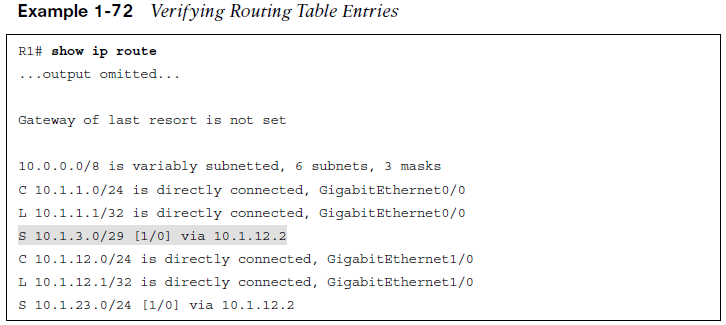 Example 1-72 Verifying Routing Table Entries
R1# show ip route
...output omitted...
Gateway of last resort is not set
10.0.0.0/8 is variably subnetted, 6 subnets, 3 masks
C 10.1.1.0/24 is directly connected, GigabitEthernet0/0
L 10.1.1.1/32 is directly connected, GigabitEthernet0/0
S 10.1.3.0/29 [1/0] via 10.1.12.2
C 10.1.12.0/24 is directly connected, GigabitEthernet1/0
L 10.1.12.1/32 is directly connected, GigabitEthernet1/0
S 10.1.23.0/24 [1/0] via 10.1.12.2